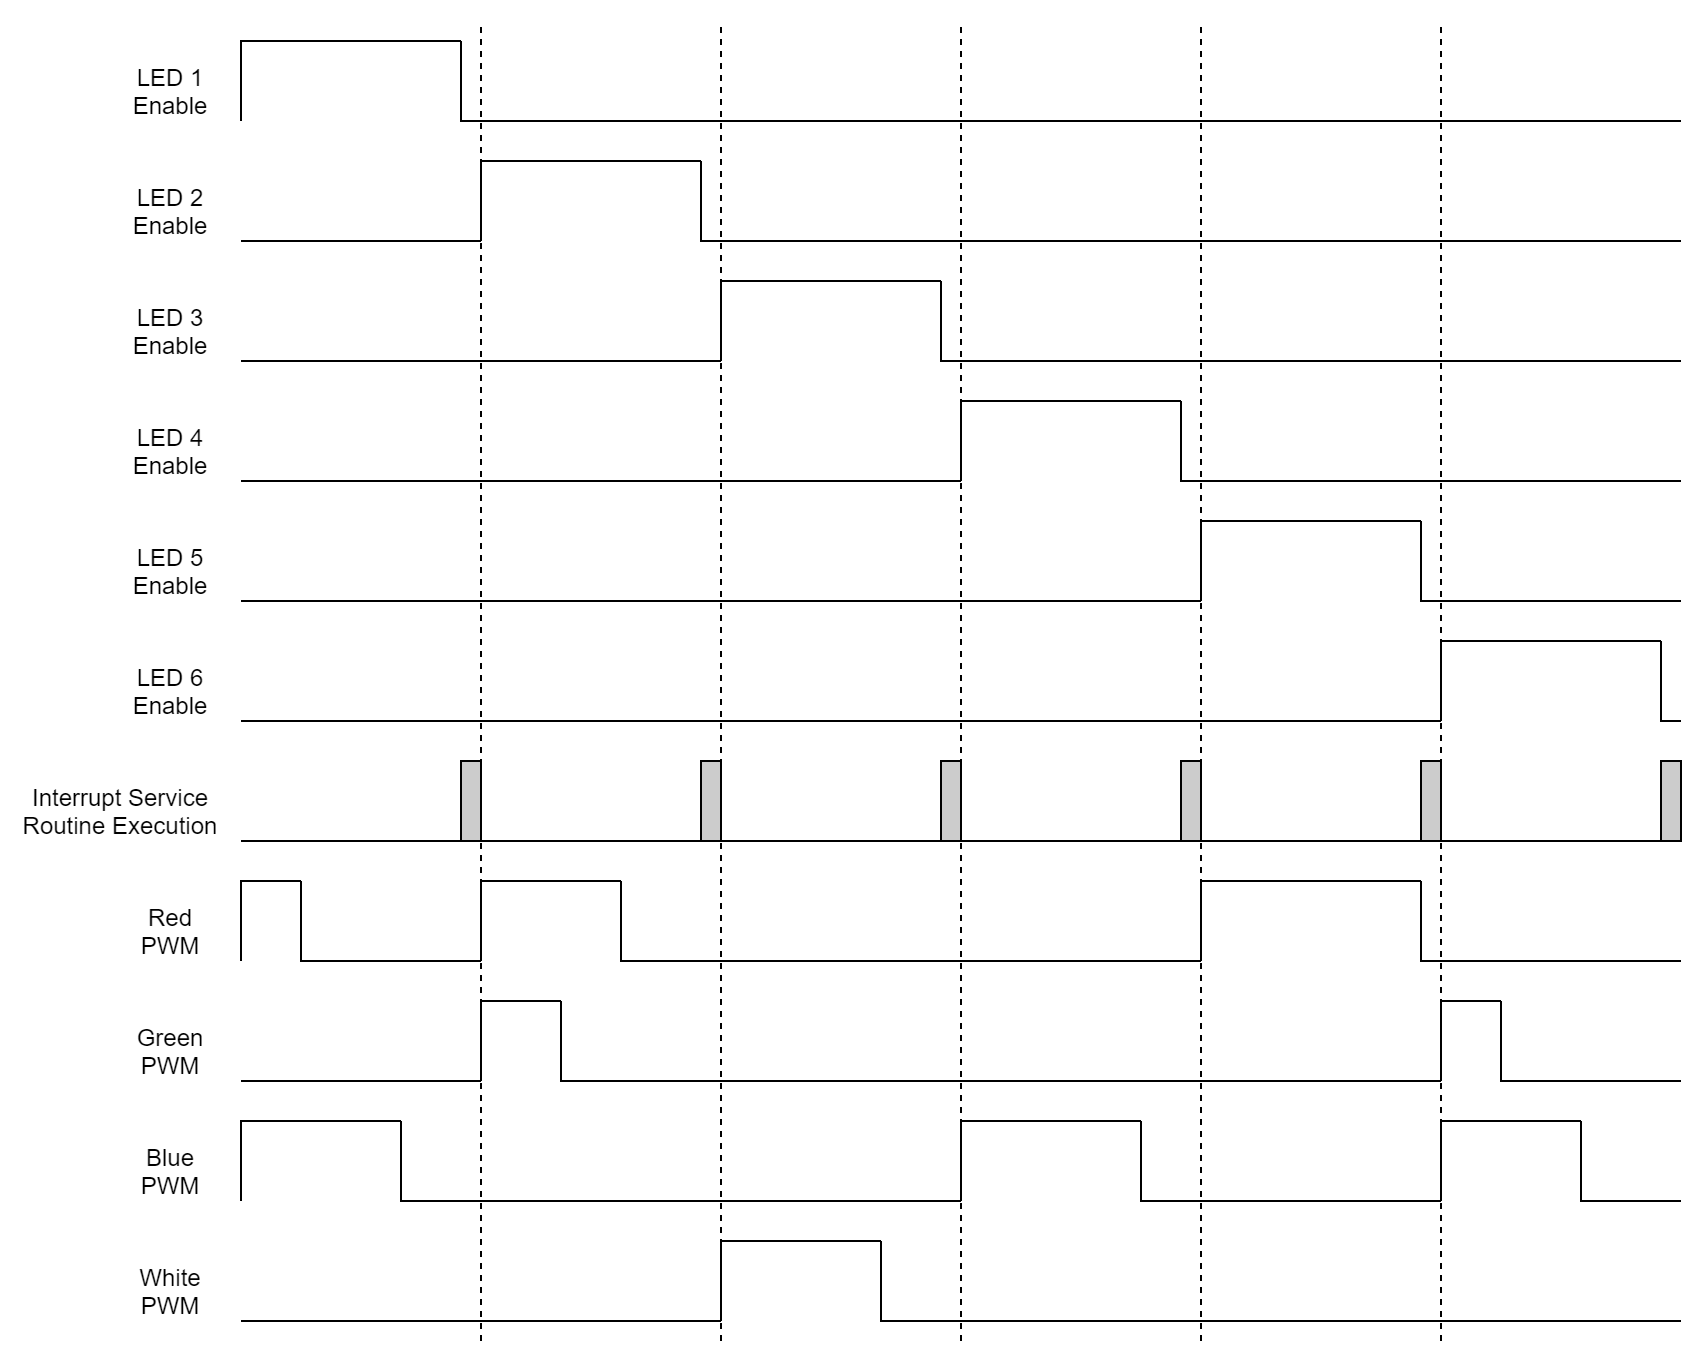 LED 1
Enable
LED 2
Enable
LED 3
Enable
LED 4
Enable
LED 5
Enable
LED 6
Enable
Interrupt Service
Routine Execution
Red
PWM
Green
PWM
Blue
PWM
White
PWM